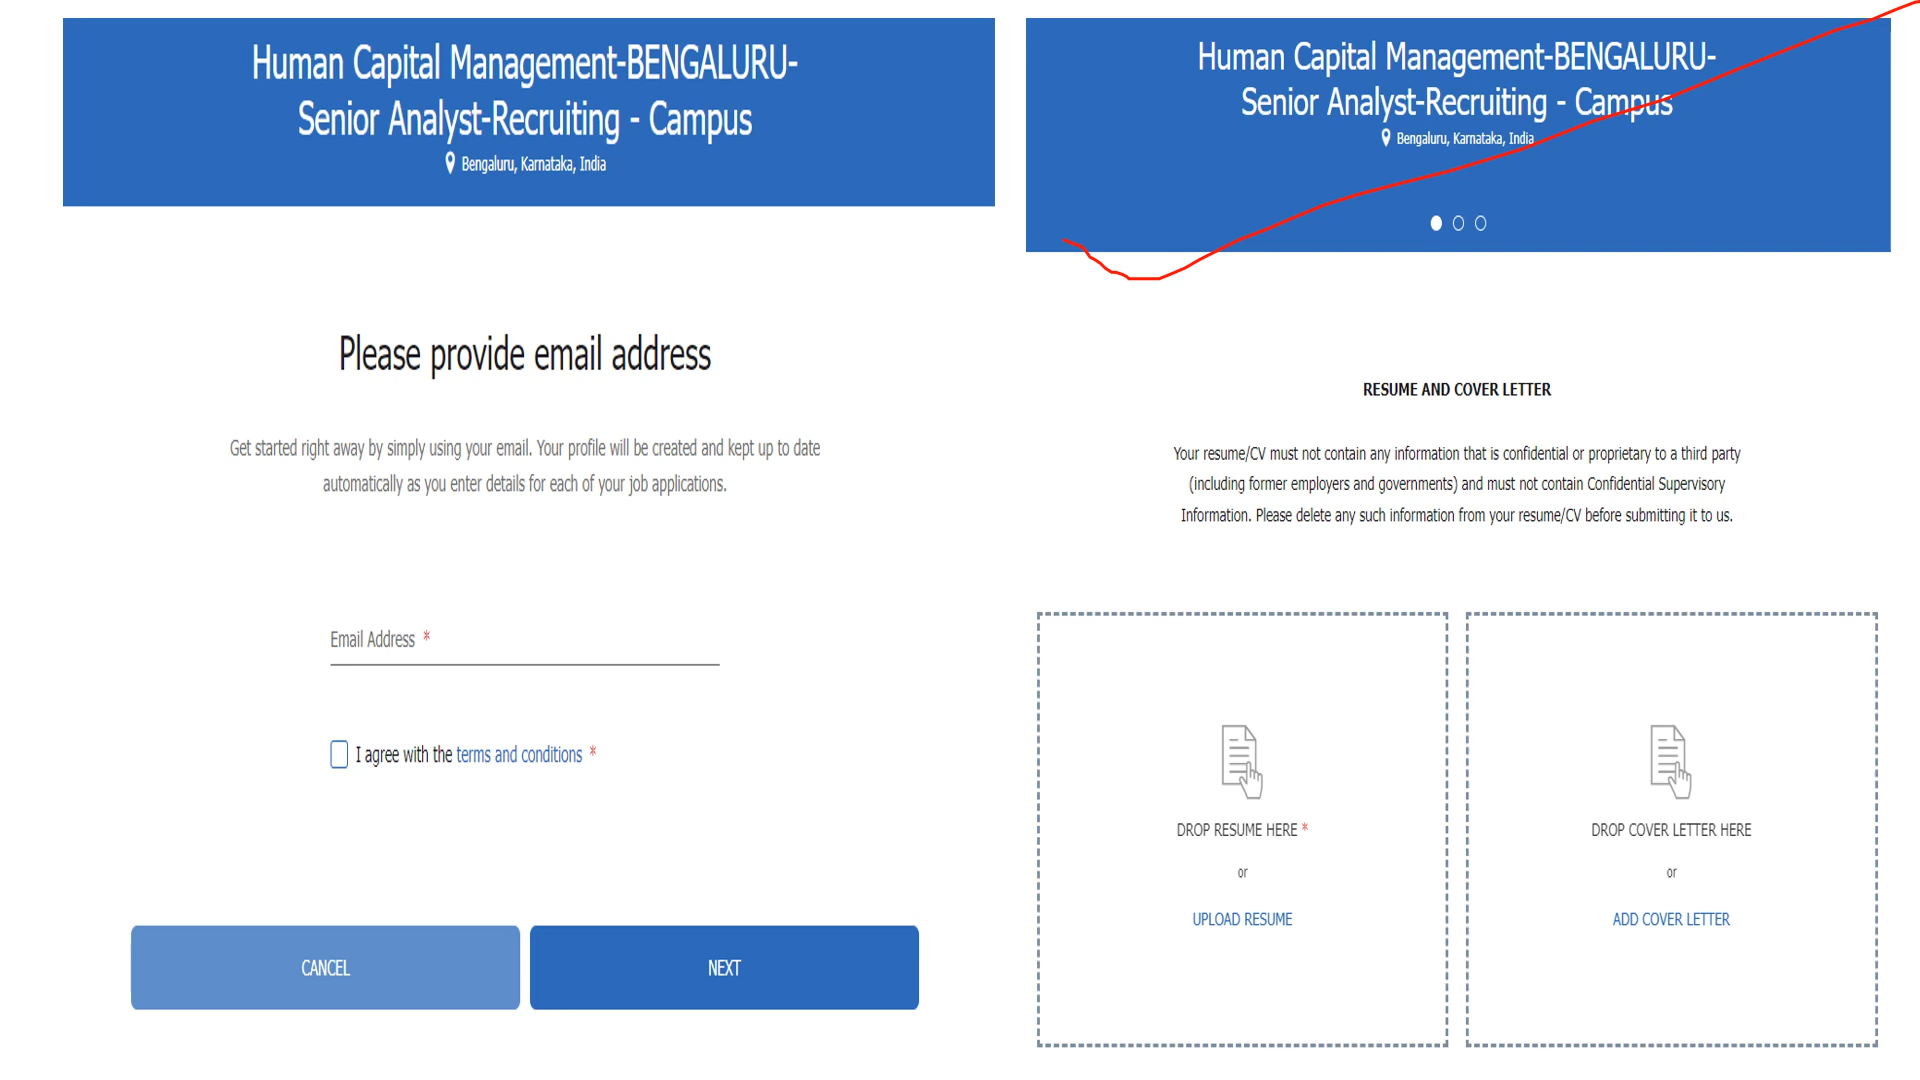 Human Capital Management-BENGALURU-
Senior Analyst-Recruiting - Campus
Bengaluru, Karnataka, India
Please provide email address
Get started right away by simply using your email. Your profile will be created and kept up to date
automatically as you enter details for each of your job applications.
Email Address *
I agree with the terms and conditions *
CANCEL
NEXT
Human Capital Management-BENGALURU-
Senior Analyst-Recruiting - Campus
Bengaluru, Karnataka, India
RESUME AND COVER LETTER
Your resume/CV must not contain any information that is confidential or proprietary to a third party
(including former employers and governments) and must not contain Confidential Supervisory
Information. Please delete any such information from your resume/CV before submitting it to us.
DROP RESUME HERE *
or
UPLOAD RESUME
DROP COVER LETTER HERE
or
ADD COVER LETTER